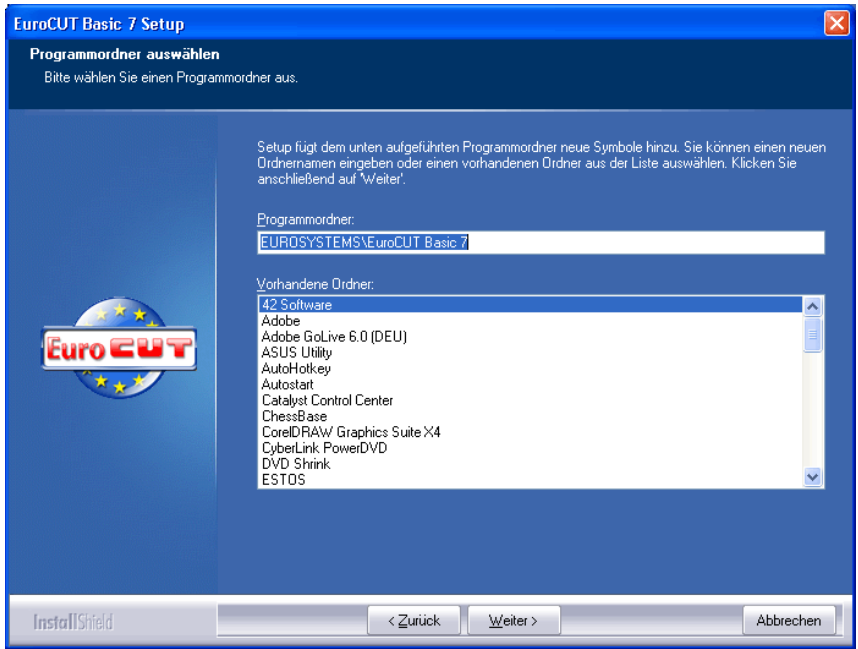 EuroCUT Basic 7 Setup
Programmordner auswählen
Bitte wählen Sie einen Programmordner aus.
Setup fügt dem unten aufgeführten Programmordner neue Symbole hinzu. Sie können einen neuen
Ordnernamen eingeben oder einen vorhandenen Ordner aus der Liste auswählen. Klicken Sie
anschließend auf 'Weiter'.
Programmordner:
EUROSYSTEMS\EuroCUT Basic 7
Vorhandene Ordner:
42 Software
Adobe
Adobe GoLive 6.0 (DEU)
ASUS Utility
AutoHotkey
Autostart
Catalyst Control Center
ChessBase
CorelDRAW Graphics Suite X4
CyberLink PowerDVD
DVD Shrink
ESTOS
Euro CUT
InstallShield
< Zurück
Weiter >
Abbrechen